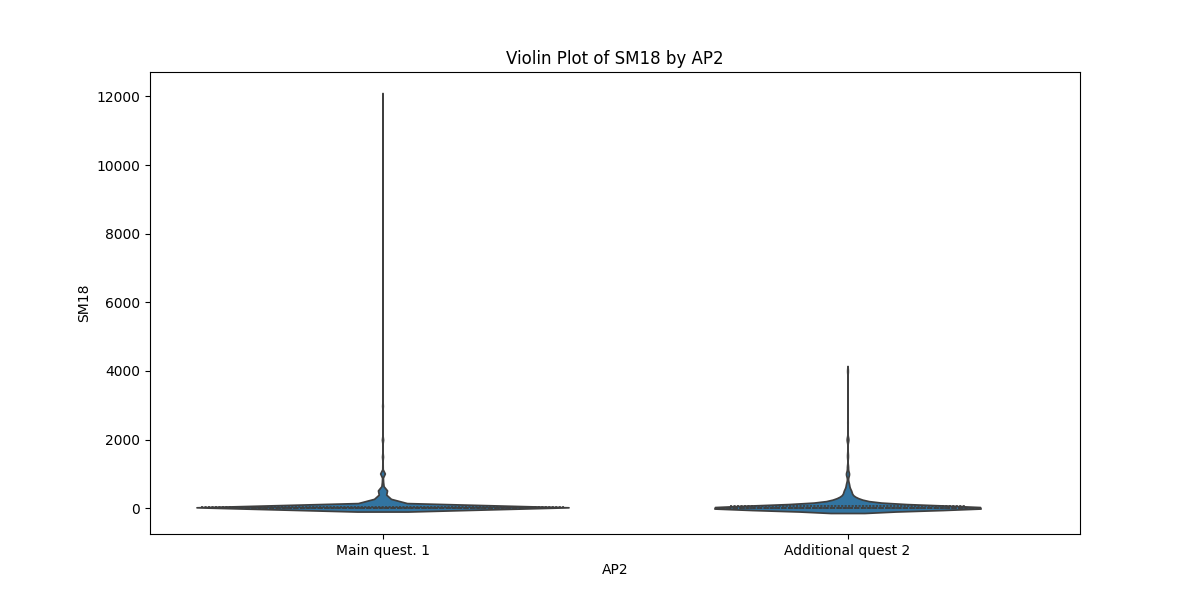 Violin Plot of SM18 by AP2
12000
10000
8000
6000
4000
2000
0
SM18
Main quest. 1
Additional quest 2
AP2